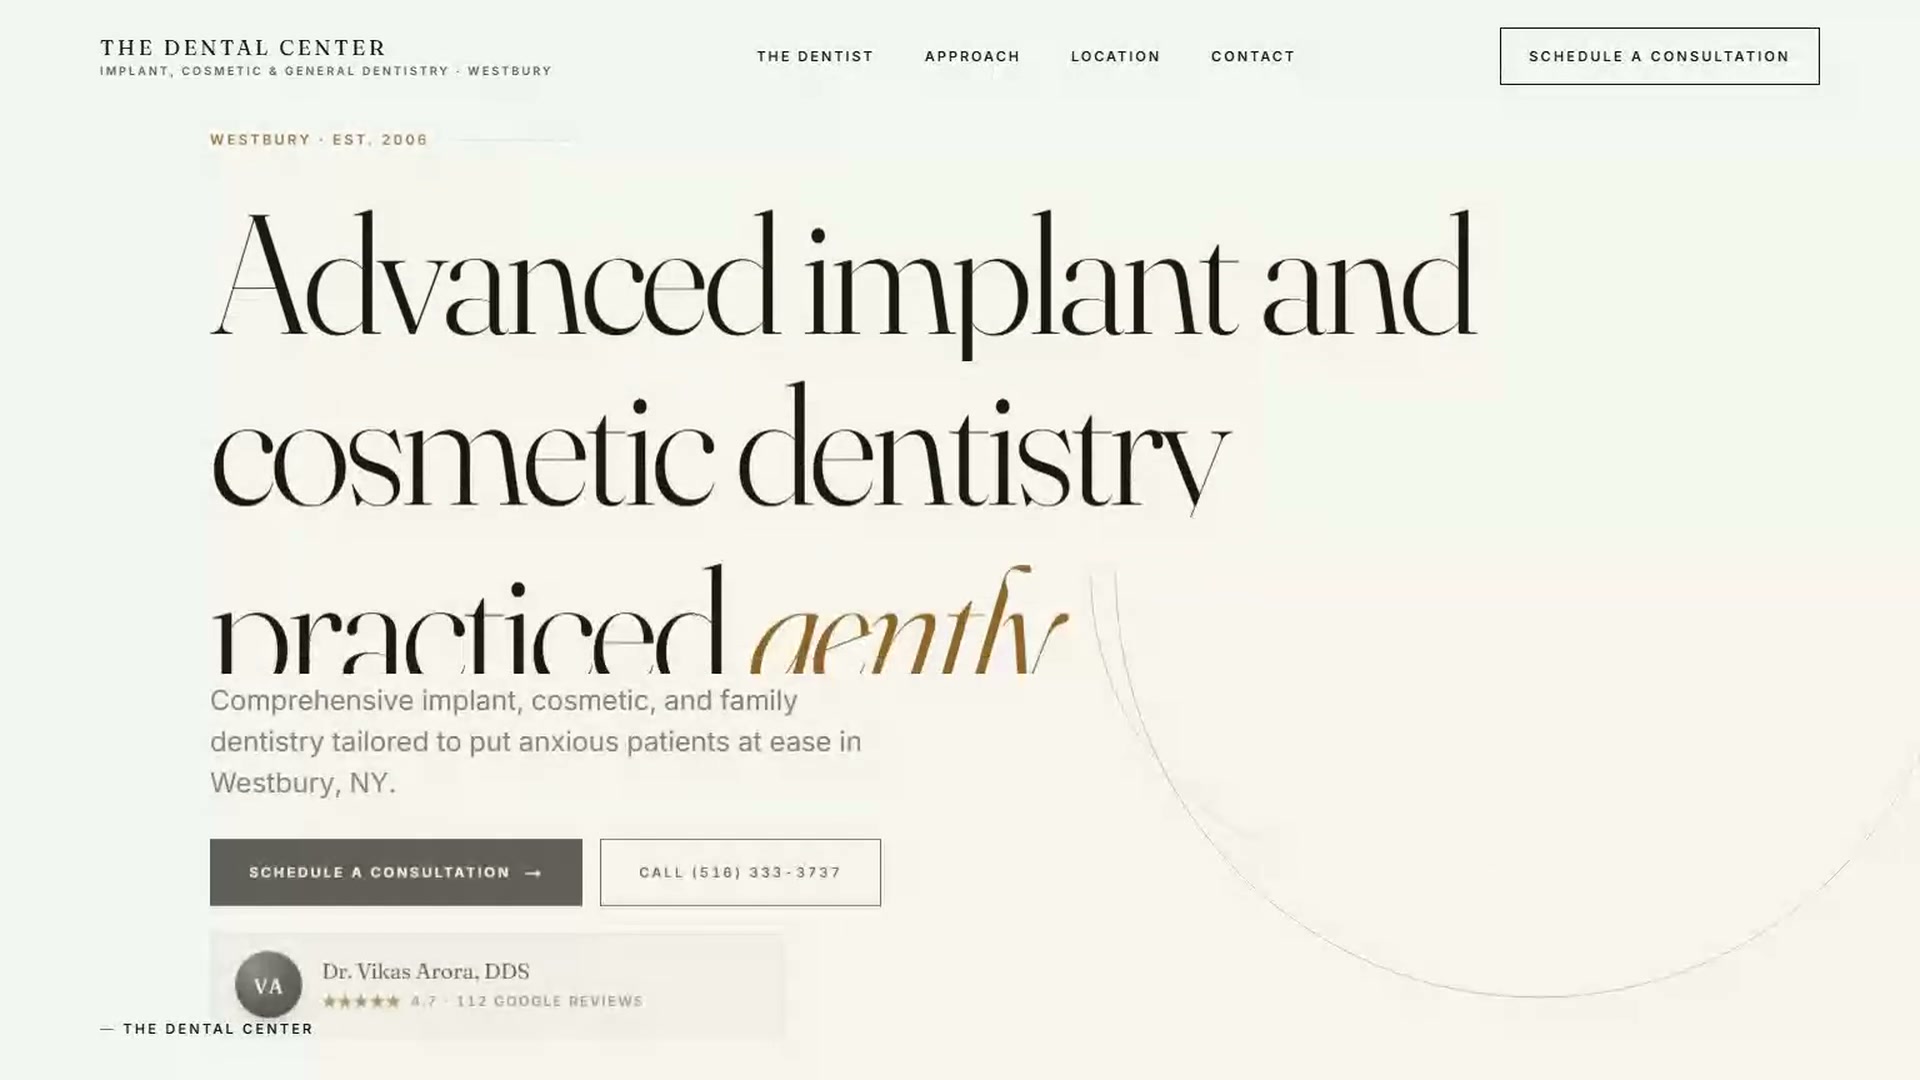 THE DENTAL CENTER
IMPLANT, COSMETIC & GENERAL DENTISTRY · WESTBURY
THE DENTIST
APPROACH
LOCATION
CONTACT
SCHEDULE A CONSULTATION
WESTBURY · EST. 2006
Advanced implant and
cosmetic dentistry
practiced gently
Comprehensive implant, cosmetic, and family
dentistry tailored to put anxious patients at ease in
Westbury, NY.
SCHEDULE A CONSULTATION →
CALL (516) 333-3737
VA
Dr. Vikas Arora, DDS
★★★★★ 4.7 · 112 GOOGLE REVIEWS
— THE DENTAL CENTER